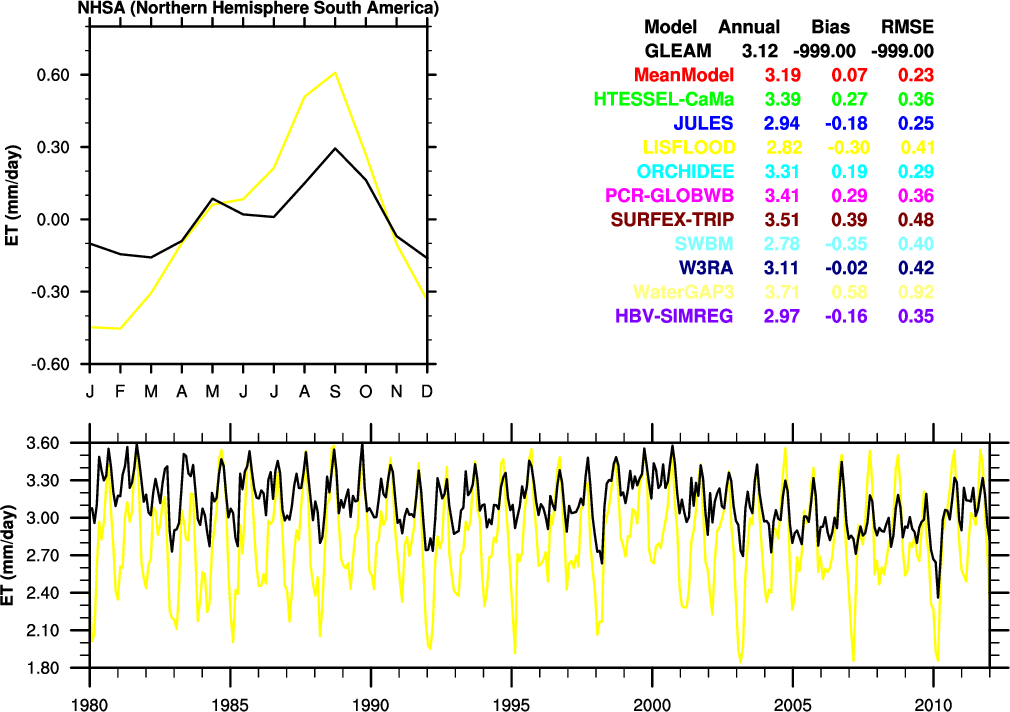 NHSA (Northern Hemisphere South America)
Model Annual Bias RMSE
GLEAM 3.12 -999.00 -999.00
MeanModel 3.19 0.07 0.23
HTESSEL-CaMa 3.39 0.27 0.36
JULES 2.94 -0.18 0.25
LISFLOOD 2.82 -0.30 0.41
ORCHIDEE 3.31 0.19 0.29
PCR-GLOBWB 3.41 0.29 0.36
SURFEX-TRIP 3.51 0.39 0.48
SWBM 2.78 -0.35 0.40
W3RA 3.11 -0.02 0.42
WaterGAP3 3.71 0.58 0.92
HBV-SIMREG 2.97 -0.16 0.35
ET (mm/day)
0.60
0.30
0.00
-0.30
-0.60
J F M A M J J A S O N D
ET (mm/day)
3.60
3.30
3.00
2.70
2.40
2.10
1.80
1980 1985 1990 1995 2000 2005 2010